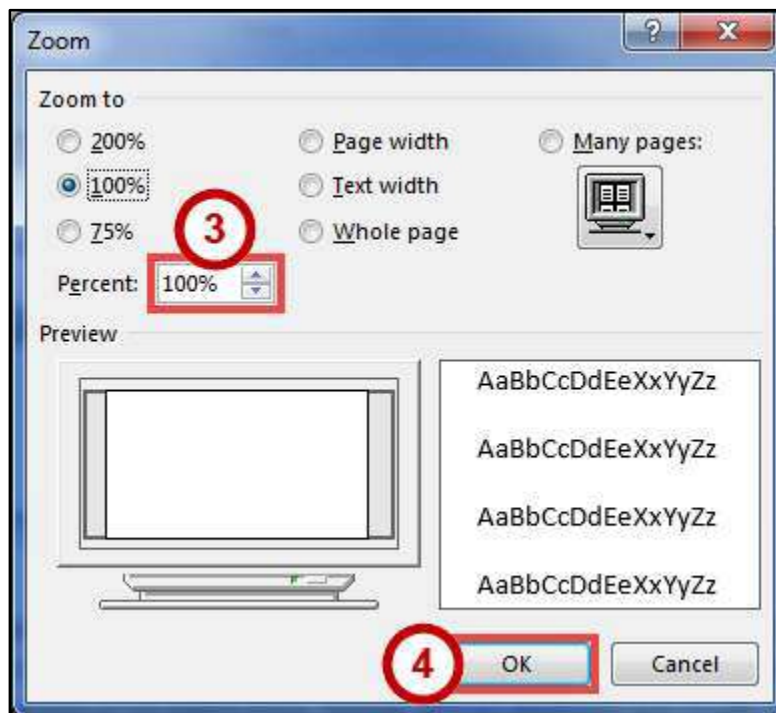 Zoom
Zoom to
200% Page width Many pages:
100% Text width
75% Whole page
3
Percent: 100%
Preview
AaBbCcDdEeXxYyZz
AaBbCcDdEeXxYyZz
AaBbCcDdEeXxYyZz
AaBbCcDdEeXxYyZz
4 OK Cancel